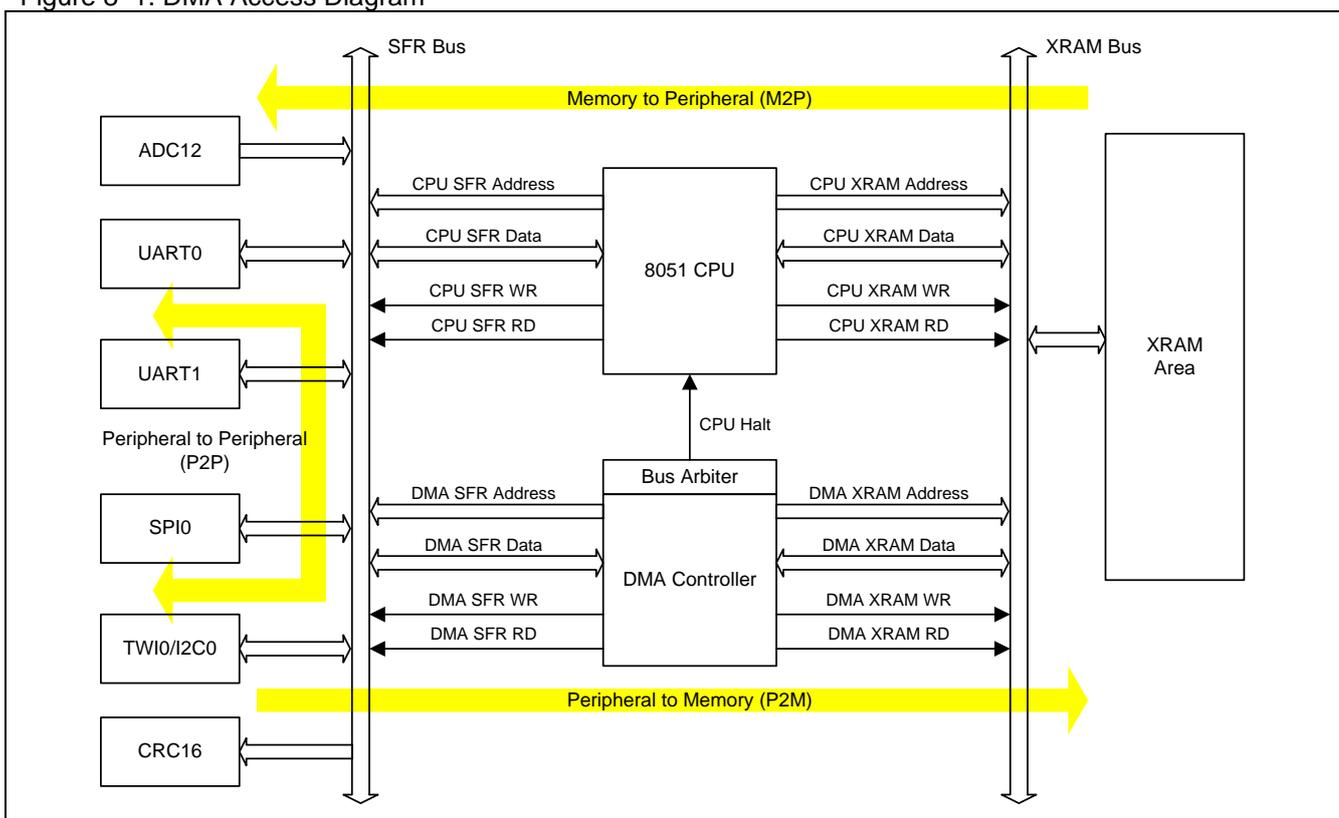 Figure 8-1. DMA Access Diagram
SFR Bus
XRAM Bus
Memory to Peripheral (M2P)
ADC12
CPU SFR Address
CPU XRAM Address
UART0
CPU SFR Data
8051 CPU
CPU XRAM Data
CPU SFR WR
CPU XRAM WR
CPU SFR RD
CPU XRAM RD
UART1
XRAM
Area
CPU Halt
Peripheral to Peripheral
(P2P)
Bus Arbiter
DMA SFR Address
DMA XRAM Address
SPI0
DMA SFR Data
DMA Controller
DMA XRAM Data
DMA SFR WR
DMA XRAM WR
DMA SFR RD
DMA XRAM RD
TWI0/I2C0
Peripheral to Memory (P2M)
CRC16